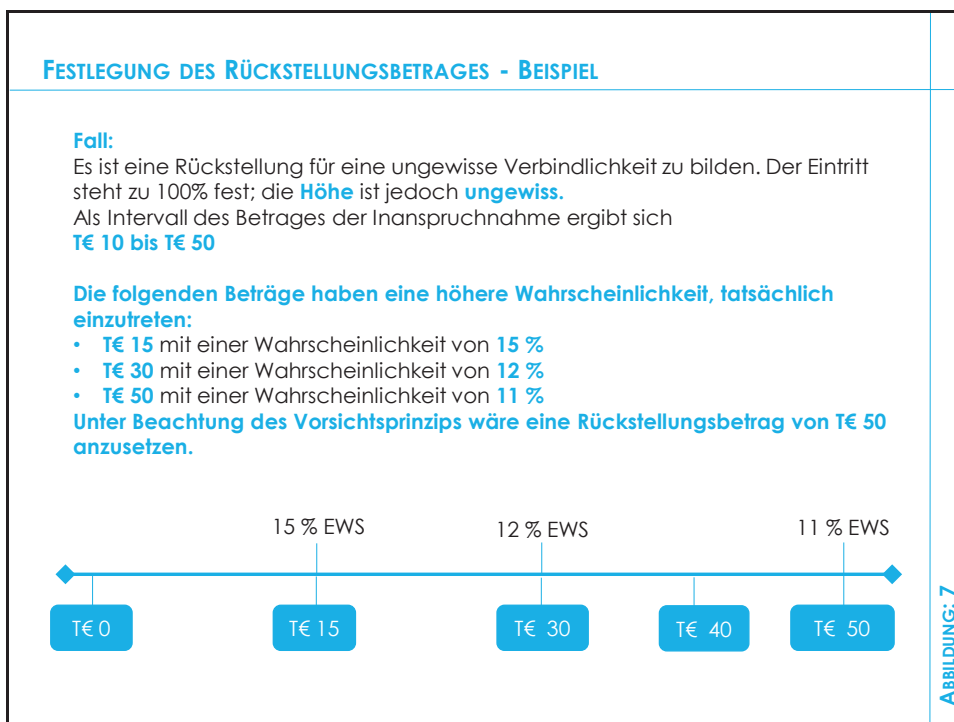 FESTLEGUNG DES RÜCKSTELLUNGSBETRAGES - BEISPIEL
Fall:
Es ist eine Rückstellung für eine ungewisse Verbindlichkeit zu bilden. Der Eintritt
steht zu 100% fest; die Höhe ist jedoch ungewiss.
Als Intervall des Betrages der Inanspruchnahme ergibt sich
T€ 10 bis T€ 50
Die folgenden Beträge haben eine höhere Wahrscheinlichkeit, tatsächlich
einzutreten:
• T€ 15 mit einer Wahrscheinlichkeit von 15 %
• T€ 30 mit einer Wahrscheinlichkeit von 12 %
• T€ 50 mit einer Wahrscheinlichkeit von 11 %
Unter Beachtung des Vorsichtsprinzips wäre eine Rückstellungsbetrag von T€ 50
anzusetzen.
15 % EWS 12 % EWS 11 % EWS
T€ 0 T€ 15 T€ 30 T€ 40 T€ 50
ABBILDUNG: 7